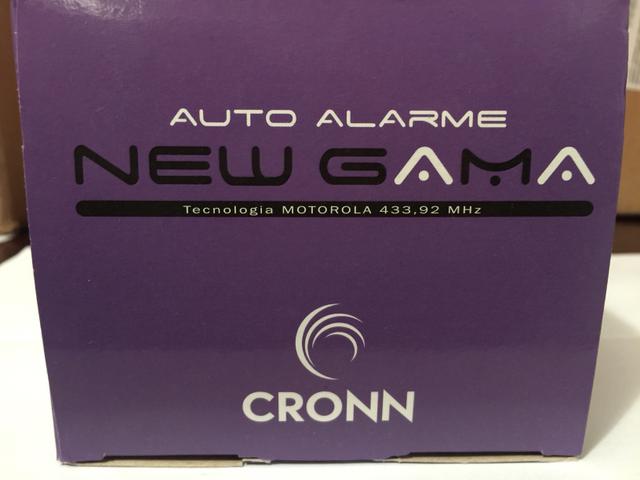 AUTO ALARME
NEW GAMA
Tecnologia MOTOROLA 433,92 MHz
CRONN